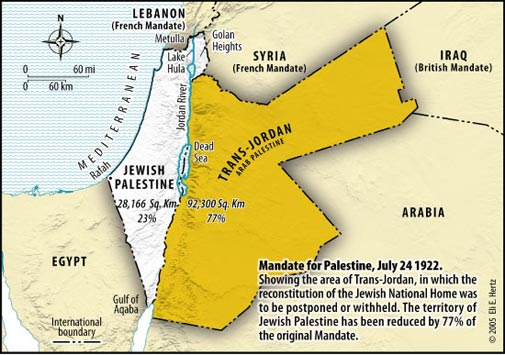 LEBANON
(French Mandate)
Metulla
Golan
Heights
Lake
Hula
SYRIA
(French Mandate)
IRAQ
(British Mandate)
N
0 60 mi
0 60 km
MEDITERRANEAN
Jordan River
TRANS-JORDAN
ARAB PALESTINE
Dead
Sea
Rafah
JEWISH
PALESTINE
28,166 Sq. Km
23%
92,300 Sq. Km
77%
ARABIA
EGYPT
Gulf of
Aqaba
International
boundary
Mandate for Palestine, July 24 1922.
Showing the area of Trans-Jordan, in which the
reconstitution of the Jewish National Home was
to be postponed or withheld. The territory of
Jewish Palestine has been reduced by 77% of
the original Mandate.
© 2005 Eli E. Hertz